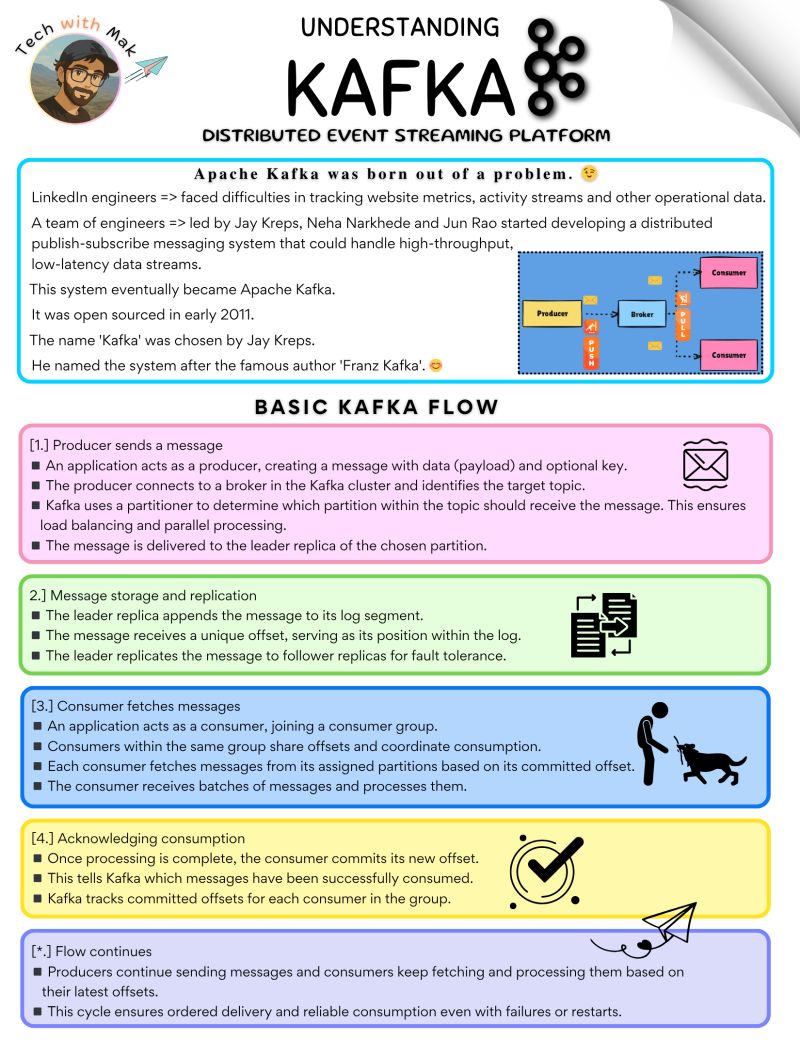 Tech with Mak
UNDERSTANDING
KAFKA
DISTRIBUTED EVENT STREAMING PLATFORM
Apache Kafka was born out of a problem. 😉
LinkedIn engineers => faced difficulties in tracking website metrics, activity streams and other operational data.
A team of engineers => led by Jay Kreps, Neha Narkhede and Jun Rao started developing a distributed
publish-subscribe messaging system that could handle high-throughput,
low-latency data streams.
This system eventually became Apache Kafka.
It was open sourced in early 2011.
The name 'Kafka' was chosen by Jay Kreps.
He named the system after the famous author 'Franz Kafka'. 😊
Producer
PUSH
Broker
PULL
Consumer
Consumer
BASIC KAFKA FLOW
[1.] Producer sends a message
▪ An application acts as a producer, creating a message with data (payload) and optional key.
▪ The producer connects to a broker in the Kafka cluster and identifies the target topic.
▪ Kafka uses a partitioner to determine which partition within the topic should receive the message. This ensures
load balancing and parallel processing.
▪ The message is delivered to the leader replica of the chosen partition.
2.] Message storage and replication
▪ The leader replica appends the message to its log segment.
▪ The message receives a unique offset, serving as its position within the log.
▪ The leader replicates the message to follower replicas for fault tolerance.
[3.] Consumer fetches messages
▪ An application acts as a consumer, joining a consumer group.
▪ Consumers within the same group share offsets and coordinate consumption.
▪ Each consumer fetches messages from its assigned partitions based on its committed offset.
▪ The consumer receives batches of messages and processes them.
[4.] Acknowledging consumption
▪ Once processing is complete, the consumer commits its new offset.
▪ This tells Kafka which messages have been successfully consumed.
▪ Kafka tracks committed offsets for each consumer in the group.
[*.] Flow continues
▪ Producers continue sending messages and consumers keep fetching and processing them based on
their latest offsets.
▪ This cycle ensures ordered delivery and reliable consumption even with failures or restarts.